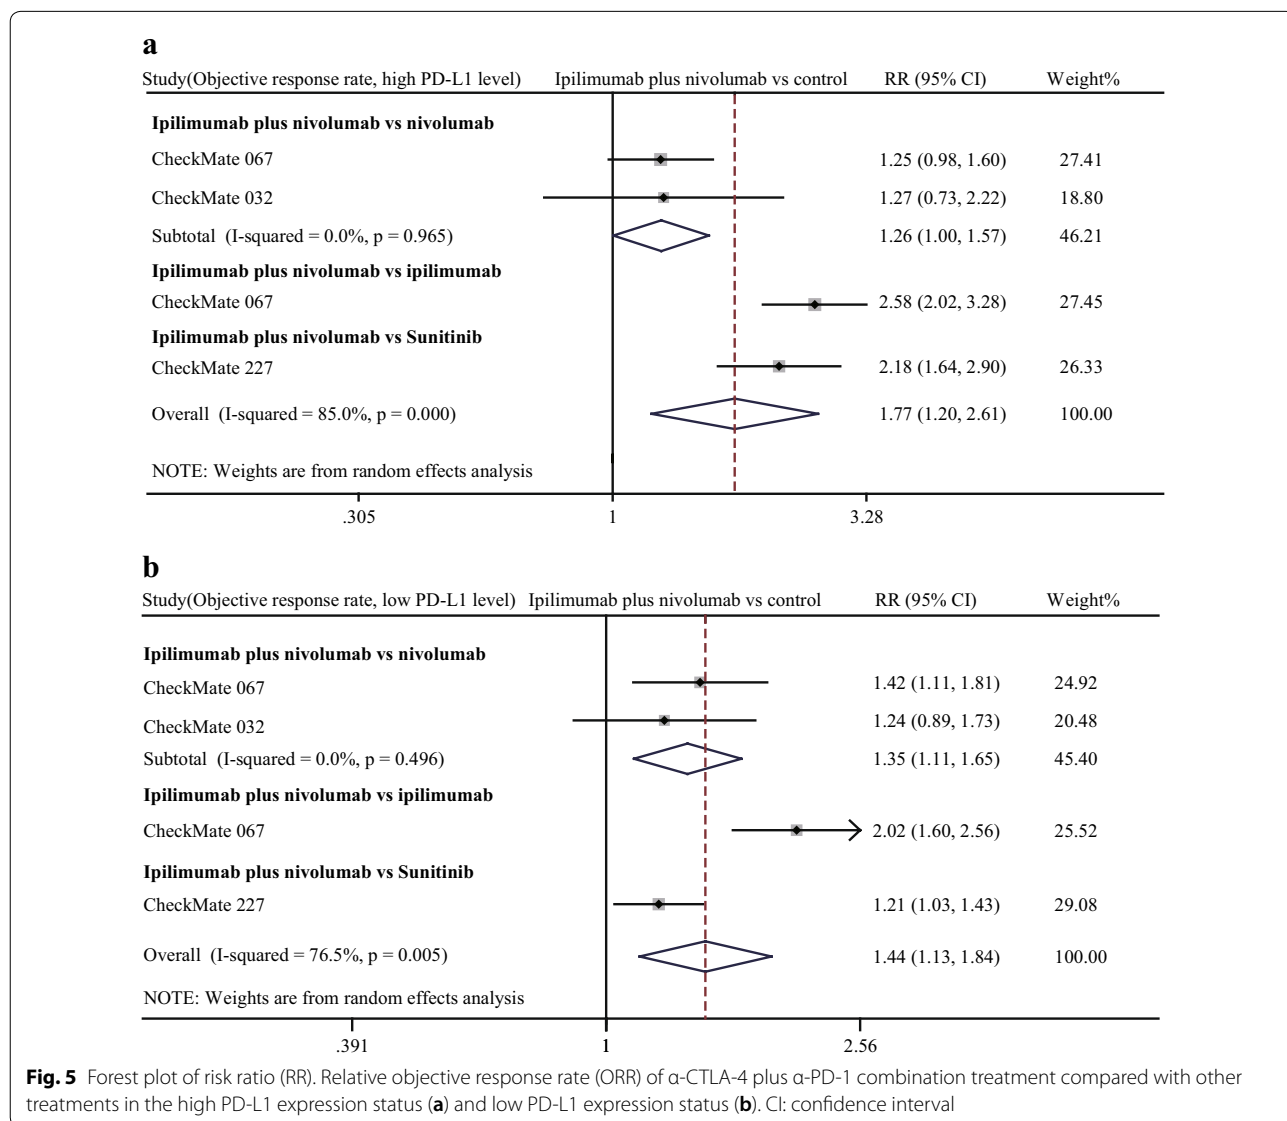 a
Study(Objective response rate, high PD-L1 level) Ipilimumab plus nivolumab vs control RR (95% CI) Weight%
Ipilimumab plus nivolumab vs nivolumab
CheckMate 067 1.25 (0.98, 1.60) 27.41
CheckMate 032 1.27 (0.73, 2.22) 18.80
Subtotal (I-squared = 0.0%, p = 0.965) 1.26 (1.00, 1.57) 46.21
Ipilimumab plus nivolumab vs ipilimumab
CheckMate 067 2.58 (2.02, 3.28) 27.45
Ipilimumab plus nivolumab vs Sunitinib
CheckMate 227 2.18 (1.64, 2.90) 26.33
Overall (I-squared = 85.0%, p = 0.000) 1.77 (1.20, 2.61) 100.00
NOTE: Weights are from random effects analysis
.305 1 3.28
b
Study(Objective response rate, low PD-L1 level) Ipilimumab plus nivolumab vs control RR (95% CI) Weight%
Ipilimumab plus nivolumab vs nivolumab
CheckMate 067 1.42 (1.11, 1.81) 24.92
CheckMate 032 1.24 (0.89, 1.73) 20.48
Subtotal (I-squared = 0.0%, p = 0.496) 1.35 (1.11, 1.65) 45.40
Ipilimumab plus nivolumab vs ipilimumab
CheckMate 067 2.02 (1.60, 2.56) 25.52
Ipilimumab plus nivolumab vs Sunitinib
CheckMate 227 1.21 (1.03, 1.43) 29.08
Overall (I-squared = 76.5%, p = 0.005) 1.44 (1.13, 1.84) 100.00
NOTE: Weights are from random effects analysis
.391 1 2.56
Fig. 5 Forest plot of risk ratio (RR). Relative objective response rate (ORR) of α-CTLA-4 plus α-PD-1 combination treatment compared with other
treatments in the high PD-L1 expression status (a) and low PD-L1 expression status (b). CI: confidence interval